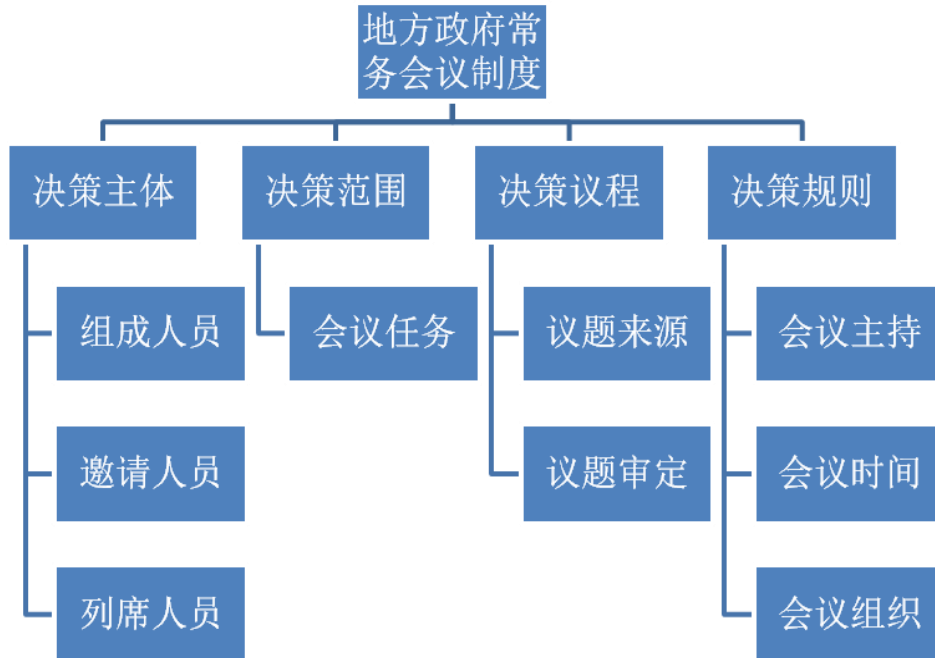 地方政府常
务会议制度
决策主体
决策范围
决策议程
决策规则
组成人员
会议任务
议题来源
会议主持
邀请人员
议题审定
会议时间
列席人员
会议组织